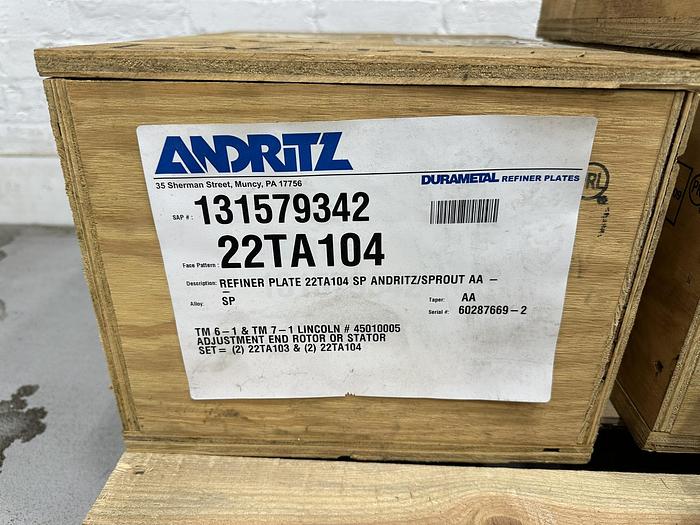 ANDRITZ
35 Sherman Street, Muncy, PA 17756
DURAMETAL REFINER PLATES
SAP # : 131579342
Face Pattern : 22TA104
Description: REFINER PLATE 22TA104 SP ANDRITZ/SPROUT AA –
–
Alloy: SP
Taper: AA
Serial #: 60287669–2
TM 6–1 & TM 7–1 LINCOLN # 45010005
ADJUSTMENT END ROTOR OR STATOR
SET= (2) 22TA103 & (2) 22TA104
RL